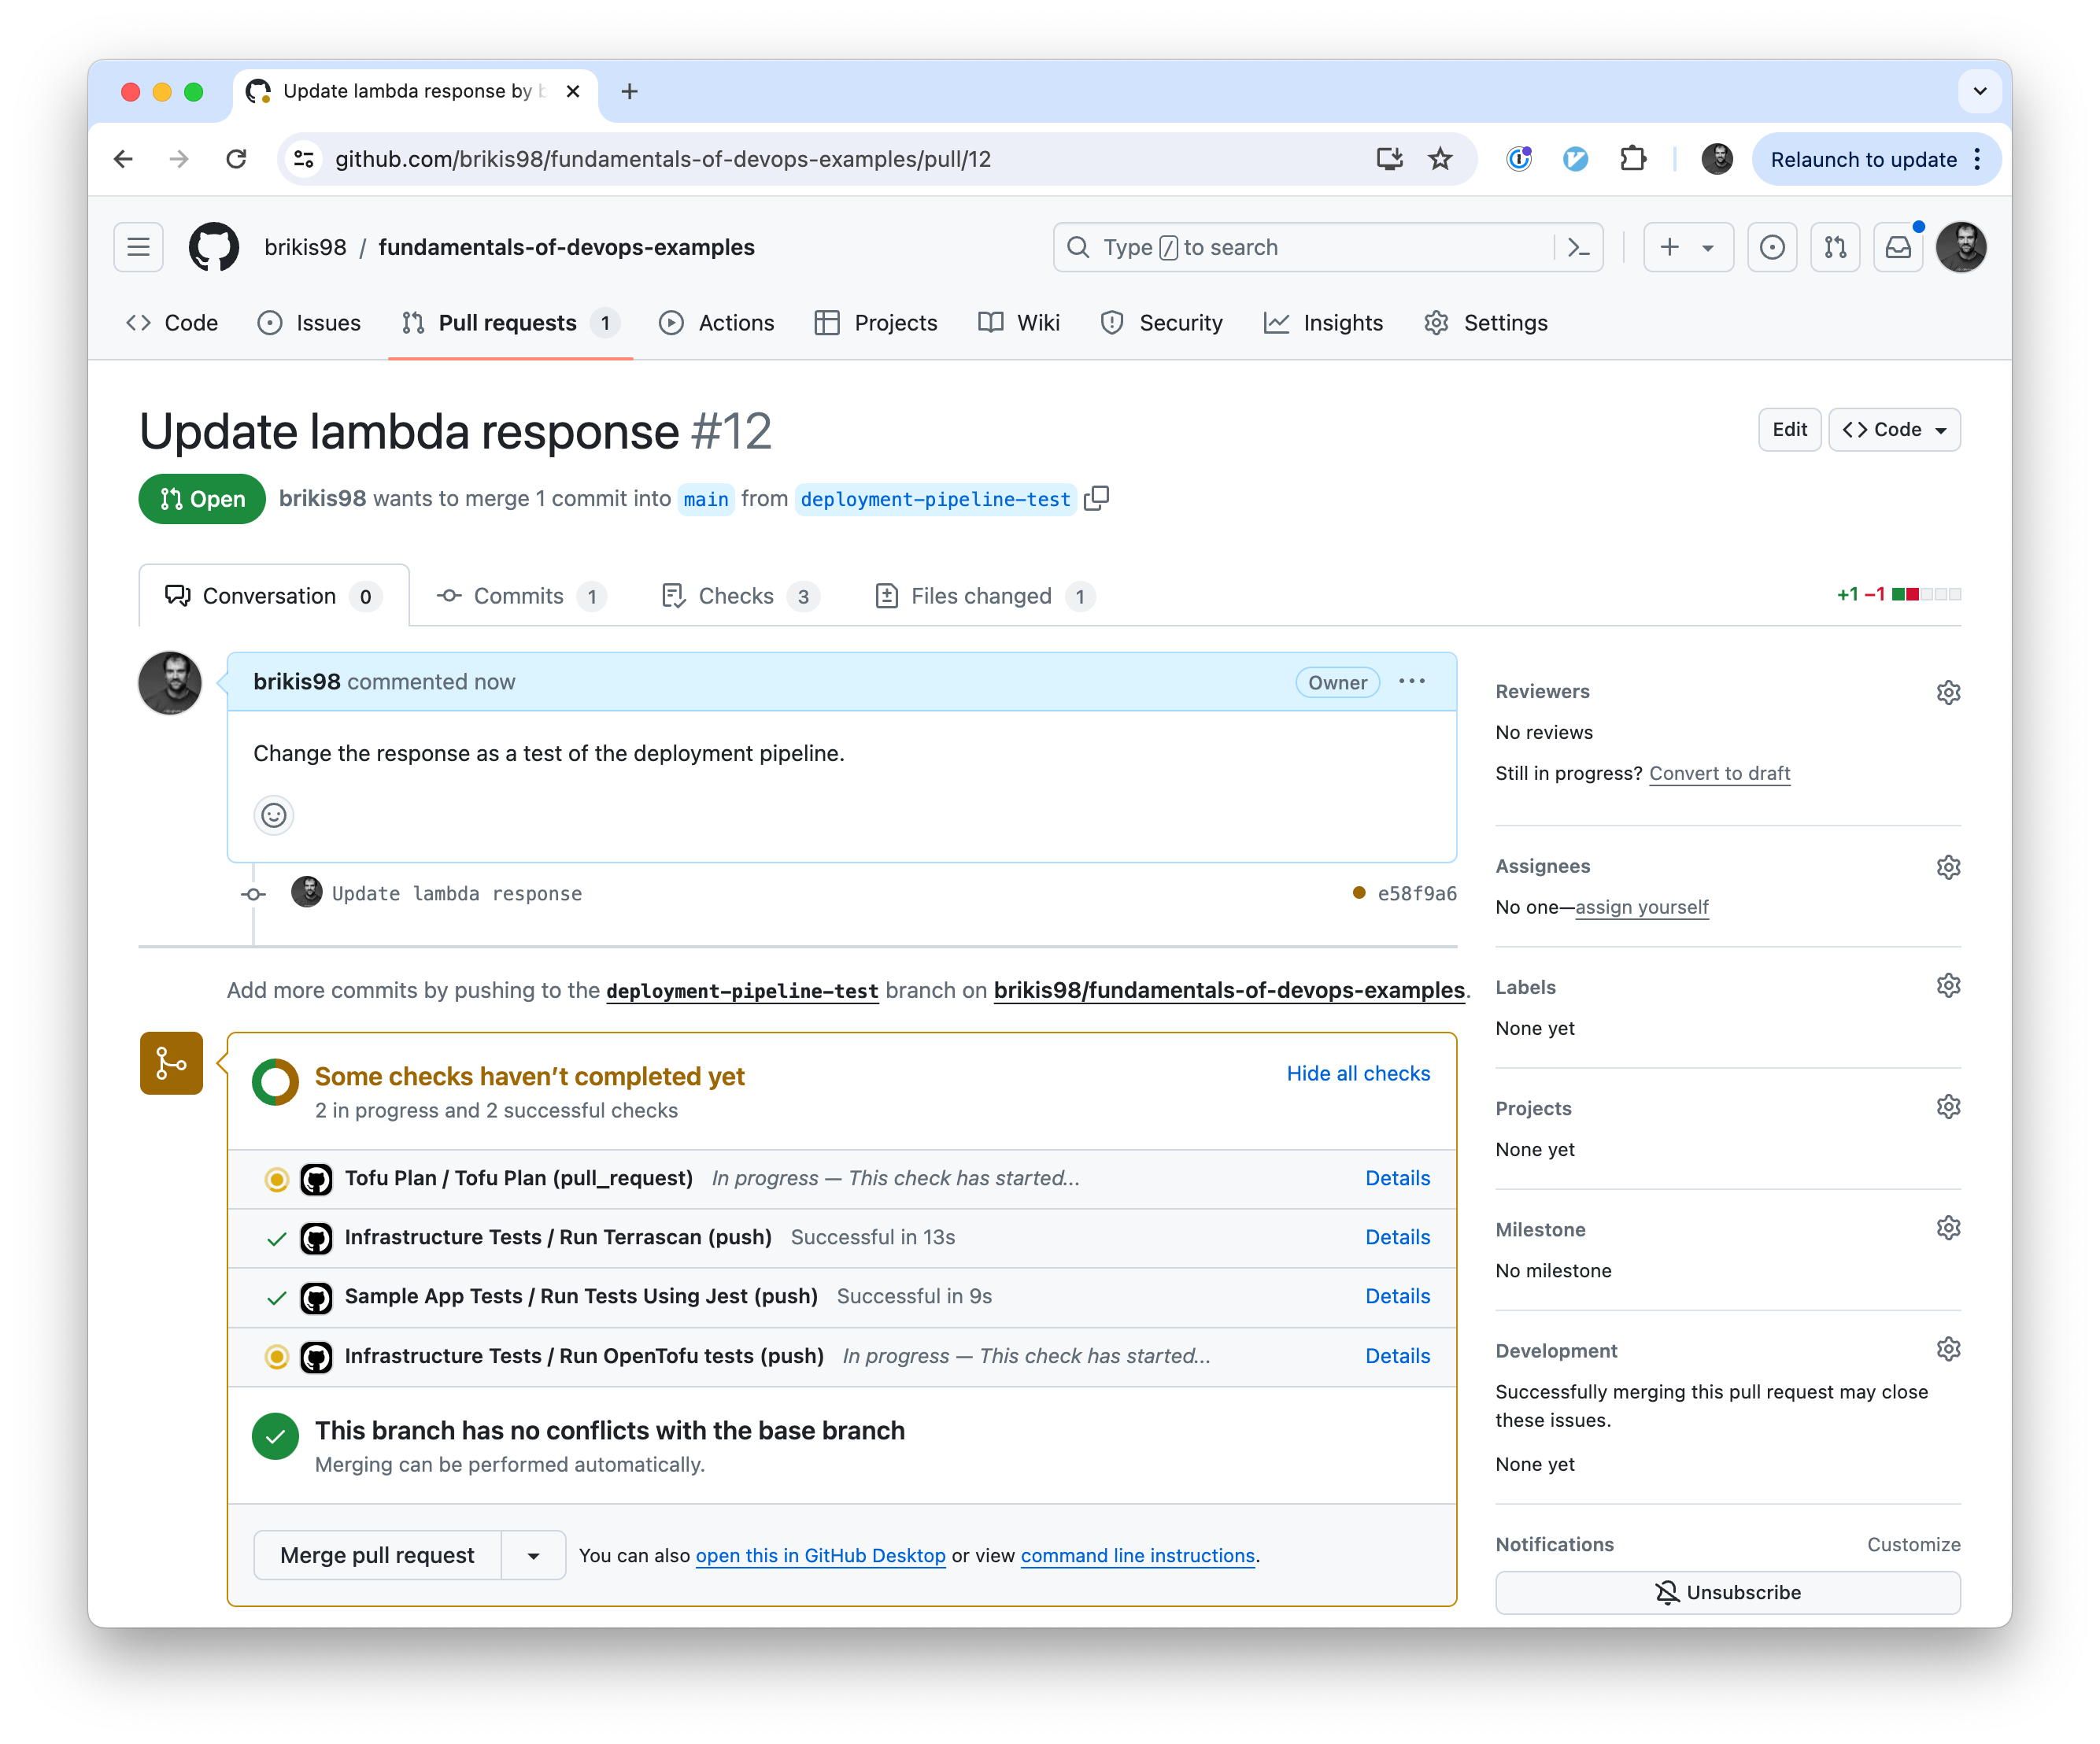 Update lambda response by b
github.com/brikis98/fundamentals-of-devops-examples/pull/12
Relaunch to update
brikis98 / fundamentals-of-devops-examples
Type / to search
Code
Issues
Pull requests 1
Actions
Projects
Wiki
Security
Insights
Settings
Update lambda response #12
Edit
<> Code
Open
brikis98 wants to merge 1 commit into main from deployment-pipeline-test
Conversation 0
Commits 1
Checks 3
Files changed 1
+1 −1
brikis98 commented now
Owner
Change the response as a test of the deployment pipeline.
Update lambda response
e58f9a6
Add more commits by pushing to the deployment-pipeline-test branch on brikis98/fundamentals-of-devops-examples.
Some checks haven’t completed yet
Hide all checks
2 in progress and 2 successful checks
Tofu Plan / Tofu Plan (pull_request) In progress — This check has started... Details
Infrastructure Tests / Run Terrascan (push) Successful in 13s Details
Sample App Tests / Run Tests Using Jest (push) Successful in 9s Details
Infrastructure Tests / Run OpenTofu tests (push) In progress — This check has started... Details
This branch has no conflicts with the base branch
Merging can be performed automatically.
Merge pull request
You can also open this in GitHub Desktop or view command line instructions.
Reviewers
No reviews
Still in progress? Convert to draft
Assignees
No one—assign yourself
Labels
None yet
Projects
None yet
Milestone
No milestone
Development
Successfully merging this pull request may close
these issues.
None yet
Notifications
Customize
Unsubscribe